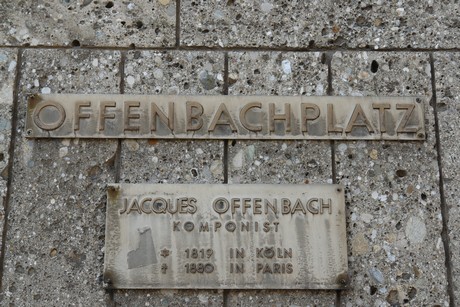 OFFENBACHPLATZ
JACQUES OFFENBACH
KOMPONIST
* 1819 IN KÖLN
✝ 1880 IN PARIS